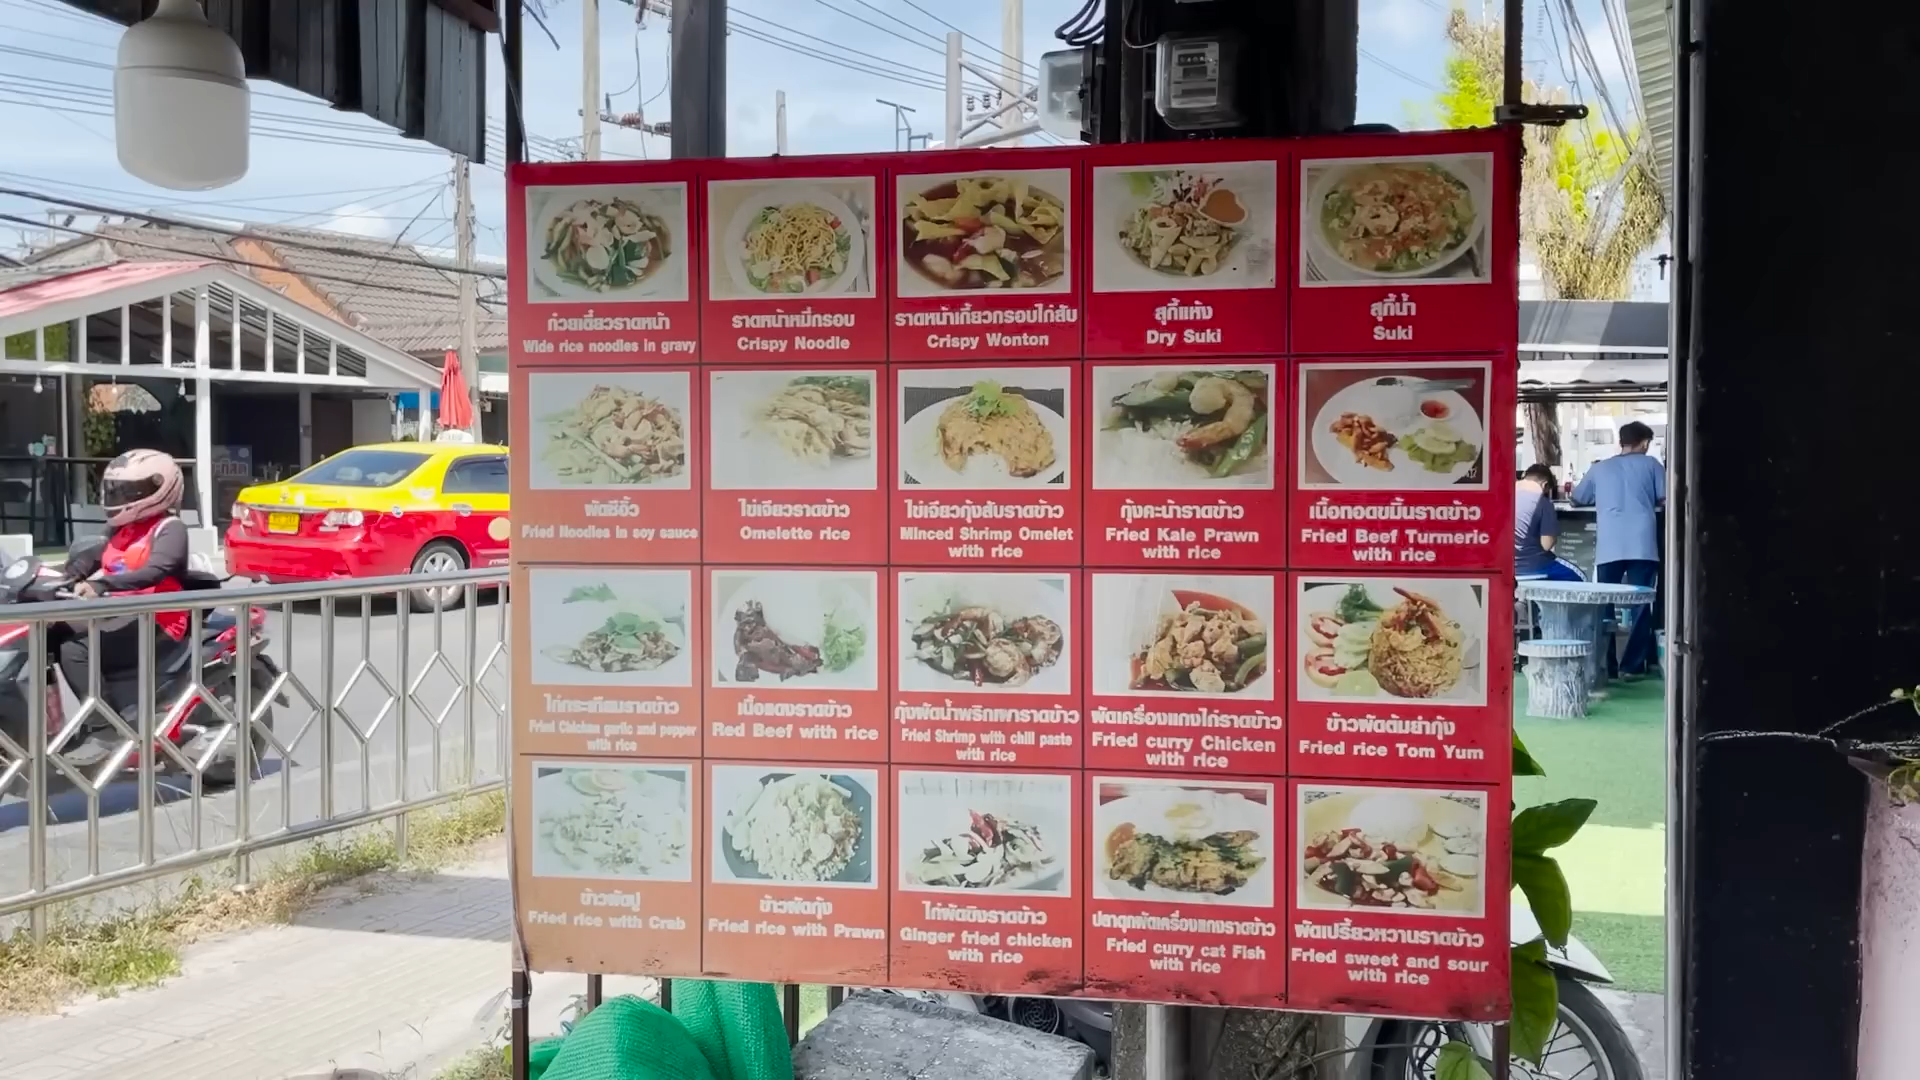 ก๋วยเตี๋ยวราดหน้า
Wide rice noodles in gravy
ราดหน้าหมี่กรอบ
Crispy Noodle
ราดหน้าเกี้ยวกรอบไก่สับ
Crispy Wonton
สุกี้แห้ง
Dry Suki
สุกี้น้ำ
Suki
ผัดซีอิ๊ว
Fried Noodles in soy sauce
ไข่เจียวราดข้าว
Omelette rice
ไข่เจียวกุ้งสับราดข้าว
Minced Shrimp Omelet
with rice
กุ้งคะน้าราดข้าว
Fried Kale Prawn
with rice
เนื้อทอดขมิ้นราดข้าว
Fried Beef Turmeric
with rice
ไก่กระเทียมราดข้าว
Fried Chicken garlic and pepper
with rice
เนื้อแดงราดข้าว
Red Beef with rice
กุ้งผัดน้ำพริกเผาราดข้าว
Fried Shrimp with chili paste
with rice
ผัดเครื่องแกงไก่ราดข้าว
Fried curry Chicken
with rice
ข้าวผัดต้มยำกุ้ง
Fried rice Tom Yum
ข้าวผัดปู
Fried rice with Crab
ข้าวผัดกุ้ง
Fried rice with Prawn
ไก่ผัดขิงราดข้าว
Ginger fried chicken
with rice
ปลาดุกผัดเครื่องแกงราดข้าว
Fried curry cat Fish
with rice
ผัดเปรี้ยวหวานราดข้าว
Fried sweet and sour
with rice